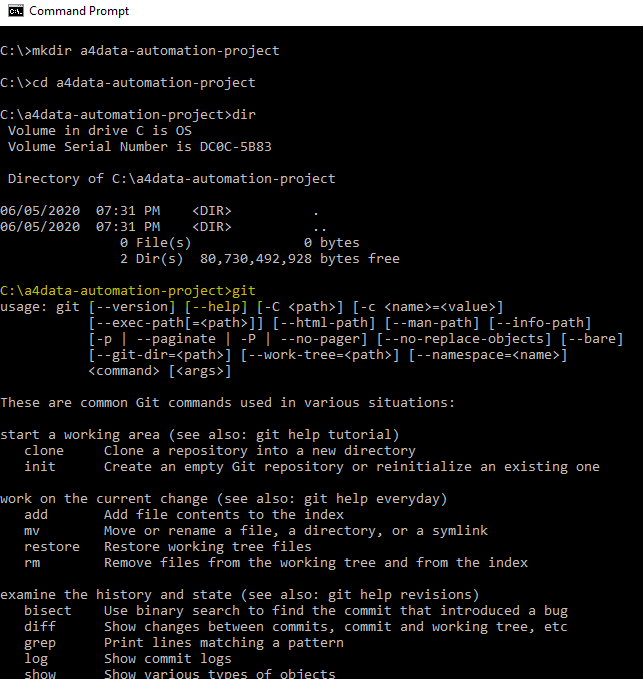 Command Prompt
C:\>mkdir a4data-automation-project
C:\>cd a4data-automation-project
C:\a4data-automation-project>dir
 Volume in drive C is OS
 Volume Serial Number is DC0C-5B83
 Directory of C:\a4data-automation-project
06/05/2020  07:31 PM    <DIR>          .
06/05/2020  07:31 PM    <DIR>          ..
               0 File(s)              0 bytes
               2 Dir(s)  80,730,492,928 bytes free
C:\a4data-automation-project>git
usage: git [--version] [--help] [-C <path>] [-c <name>=<value>]
           [--exec-path[=<path>]] [--html-path] [--man-path] [--info-path]
           [-p | --paginate | -P | --no-pager] [--no-replace-objects] [--bare]
           [--git-dir=<path>] [--work-tree=<path>] [--namespace=<name>]
           <command> [<args>]
These are common Git commands used in various situations:
start a working area (see also: git help tutorial)
   clone     Clone a repository into a new directory
   init      Create an empty Git repository or reinitialize an existing one
work on the current change (see also: git help everyday)
   add       Add file contents to the index
   mv        Move or rename a file, a directory, or a symlink
   restore   Restore working tree files
   rm        Remove files from the working tree and from the index
examine the history and state (see also: git help revisions)
   bisect    Use binary search to find the commit that introduced a bug
   diff      Show changes between commits, commit and working tree, etc
   grep      Print lines matching a pattern
   log       Show commit logs
   show      Show various types of objects